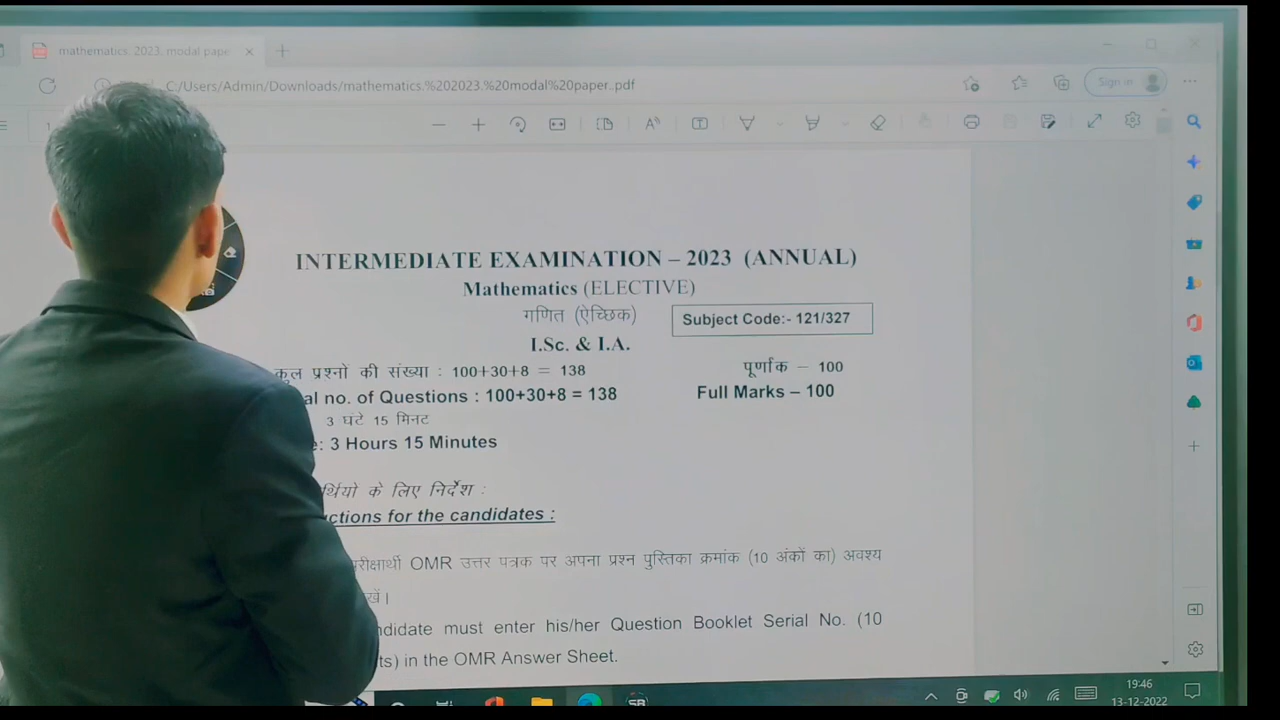 mathematics. 2023. modal pape
C:/Users/Admin/Downloads/mathematics.%202023.%20modal%20paper..pdf
Sign in
INTERMEDIATE EXAMINATION – 2023 (ANNUAL)
Mathematics (ELECTIVE)
गणित (ऐच्छिक)
Subject Code:- 121/327
I.Sc. & I.A.
कुल प्रश्नों की संख्या : 100+30+8 = 138
पूर्णांक – 100
al no. of Questions : 100+30+8 = 138
Full Marks – 100
3 घंटे 15 मिनट
e: 3 Hours 15 Minutes
र्थियो के लिए निर्देश :
ctions for the candidates :
परीक्षार्थी OMR उत्तर पत्रक पर अपना प्रश्न पुस्तिका क्रमांक (10 अंकों का) अवश्य
खें।
ndidate must enter his/her Question Booklet Serial No. (10
ts) in the OMR Answer Sheet.
19:46
13-12-2022